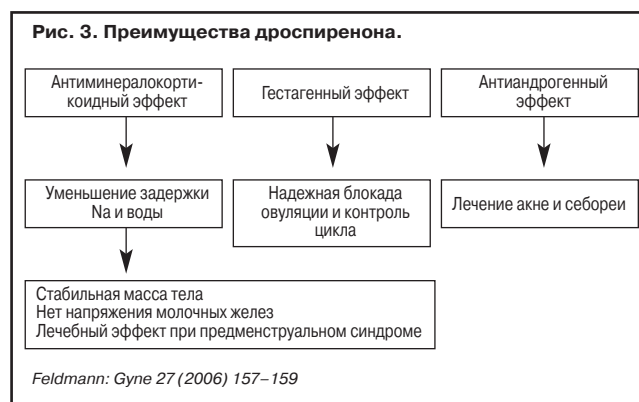 Рис. 3. Преимущества дроспиренона.
Антиминералокорти-
коидный эффект
Гестагенный эффект
Антиандрогенный
эффект
Уменьшение задержки
Na и воды
Надежная блокада
овуляции и контроль
цикла
Лечение акне и себореи
Стабильная масса тела
Нет напряжения молочных желез
Лечебный эффект при предменструальном синдроме
Feldmann: Gyne 27 (2006) 157–159